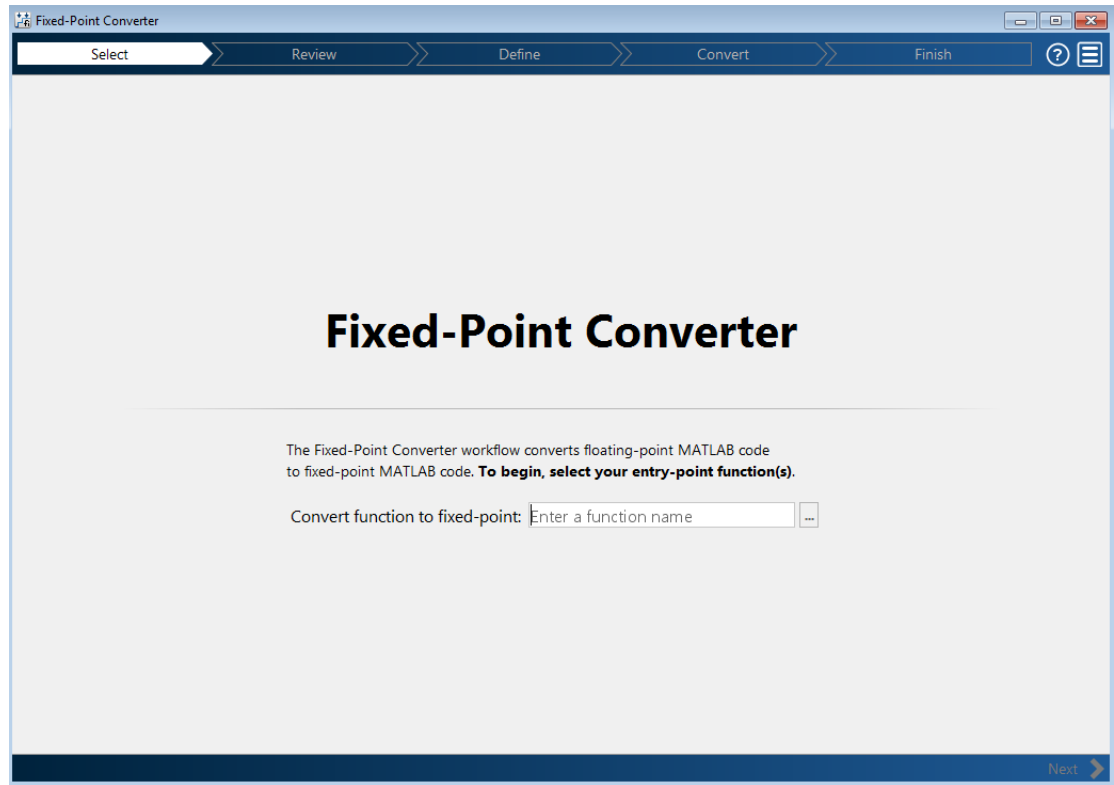 Fixed-Point Converter
Select Review Define Convert Finish ?
Fixed-Point Converter
The Fixed-Point Converter workflow converts floating-point MATLAB code
to fixed-point MATLAB code. To begin, select your entry-point function(s).
Convert function to fixed-point: Enter a function name ...
Next